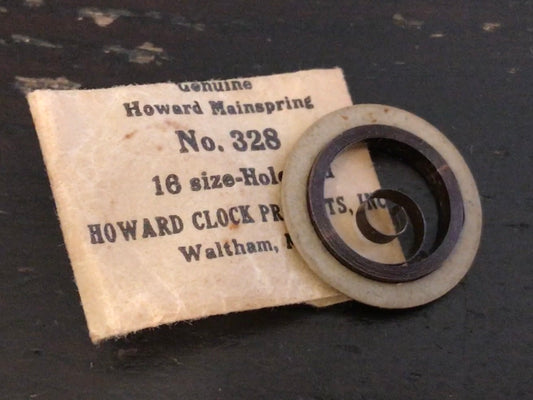 Genuine
Howard Mainspring
No. 328
16 size-Hole
HOWARD CLOCK PR TS, INC
Waltham, M